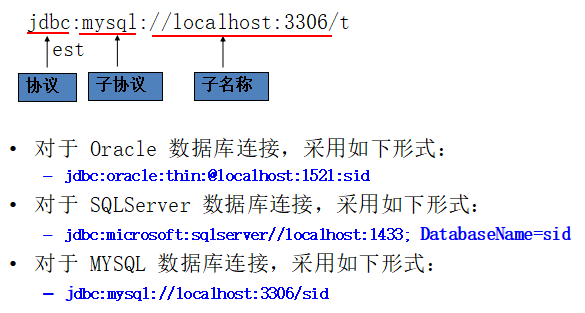 jdbc:mysql://localhost:3306/t
est
协议 子协议 子名称
• 对于 Oracle 数据库连接，采用如下形式：
– jdbc:oracle:thin:@localhost:1521:sid
• 对于 SQLServer 数据库连接，采用如下形式：
– jdbc:microsoft:sqlserver//localhost:1433; DatabaseName=sid
• 对于 MYSQL 数据库连接，采用如下形式：
– jdbc:mysql://localhost:3306/sid